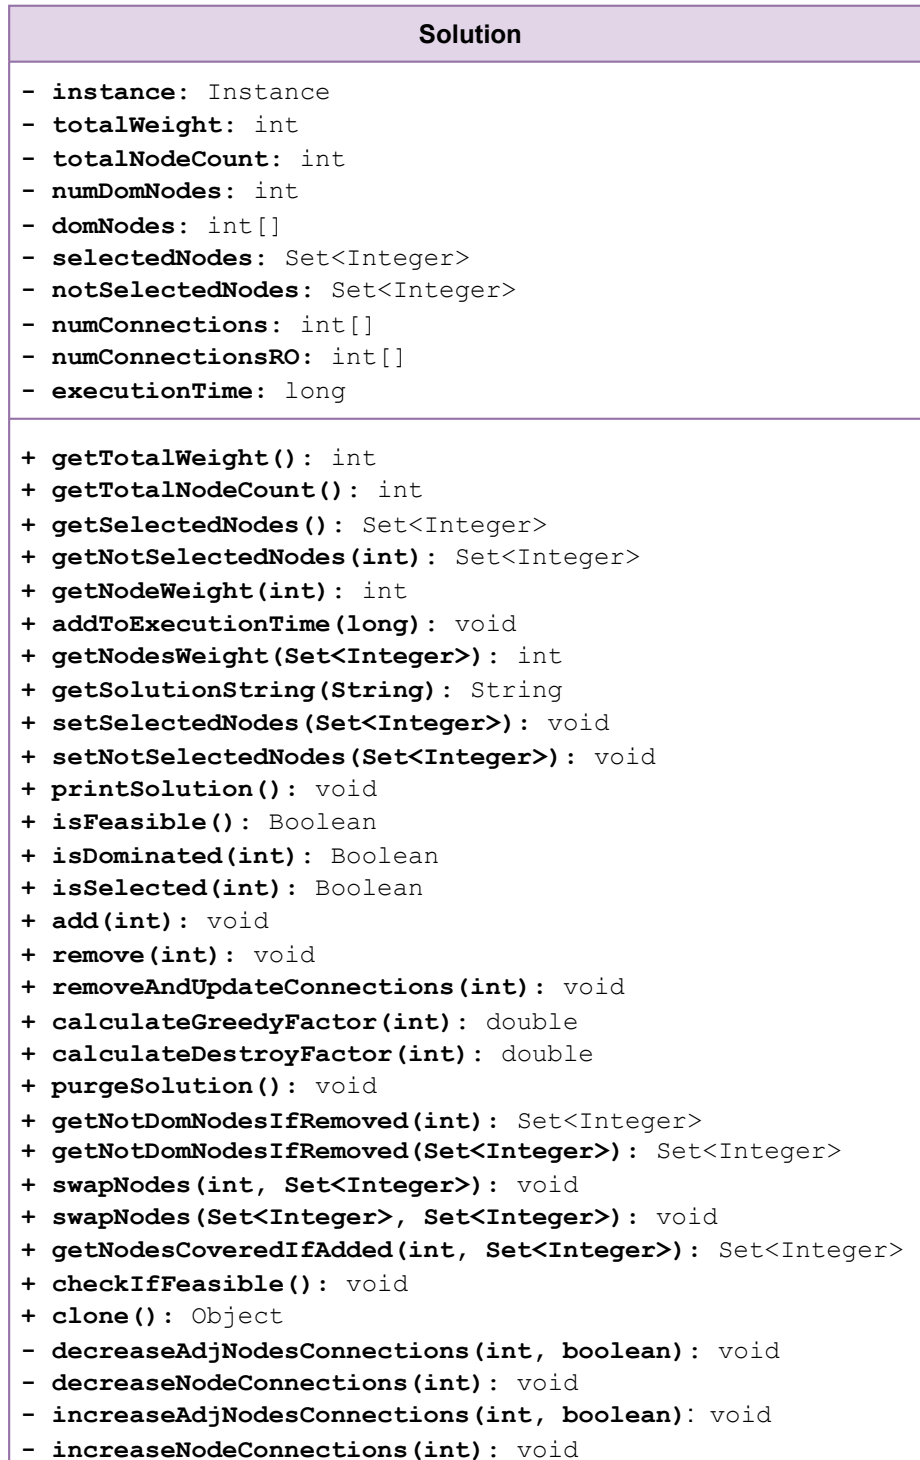 Solution
- instance: Instance
- totalWeight: int
- totalNodeCount: int
- numDomNodes: int
- domNodes: int[]
- selectedNodes: Set<Integer>
- notSelectedNodes: Set<Integer>
- numConnections: int[]
- numConnectionsRO: int[]
- executionTime: long
+ getTotalWeight(): int
+ getTotalNodeCount(): int
+ getSelectedNodes(): Set<Integer>
+ getNotSelectedNodes(int): Set<Integer>
+ getNodeWeight(int): int
+ addToExecutionTime(long): void
+ getNodesWeight(Set<Integer>): int
+ getSolutionString(String): String
+ setSelectedNodes(Set<Integer>): void
+ setNotSelectedNodes(Set<Integer>): void
+ printSolution(): void
+ isFeasible(): Boolean
+ isDominated(int): Boolean
+ isSelected(int): Boolean
+ add(int): void
+ remove(int): void
+ removeAndUpdateConnections(int): void
+ calculateGreedyFactor(int): double
+ calculateDestroyFactor(int): double
+ purgeSolution(): void
+ getNotDomNodesIfRemoved(int): Set<Integer>
+ getNotDomNodesIfRemoved(Set<Integer>): Set<Integer>
+ swapNodes(int, Set<Integer>): void
+ swapNodes(Set<Integer>, Set<Integer>): void
+ getNodesCoveredIfAdded(int, Set<Integer>): Set<Integer>
+ checkIfFeasible(): void
+ clone(): Object
- decreaseAdjNodesConnections(int, boolean): void
- decreaseNodeConnections(int): void
- increaseAdjNodesConnections(int, boolean): void
- increaseNodeConnections(int): void